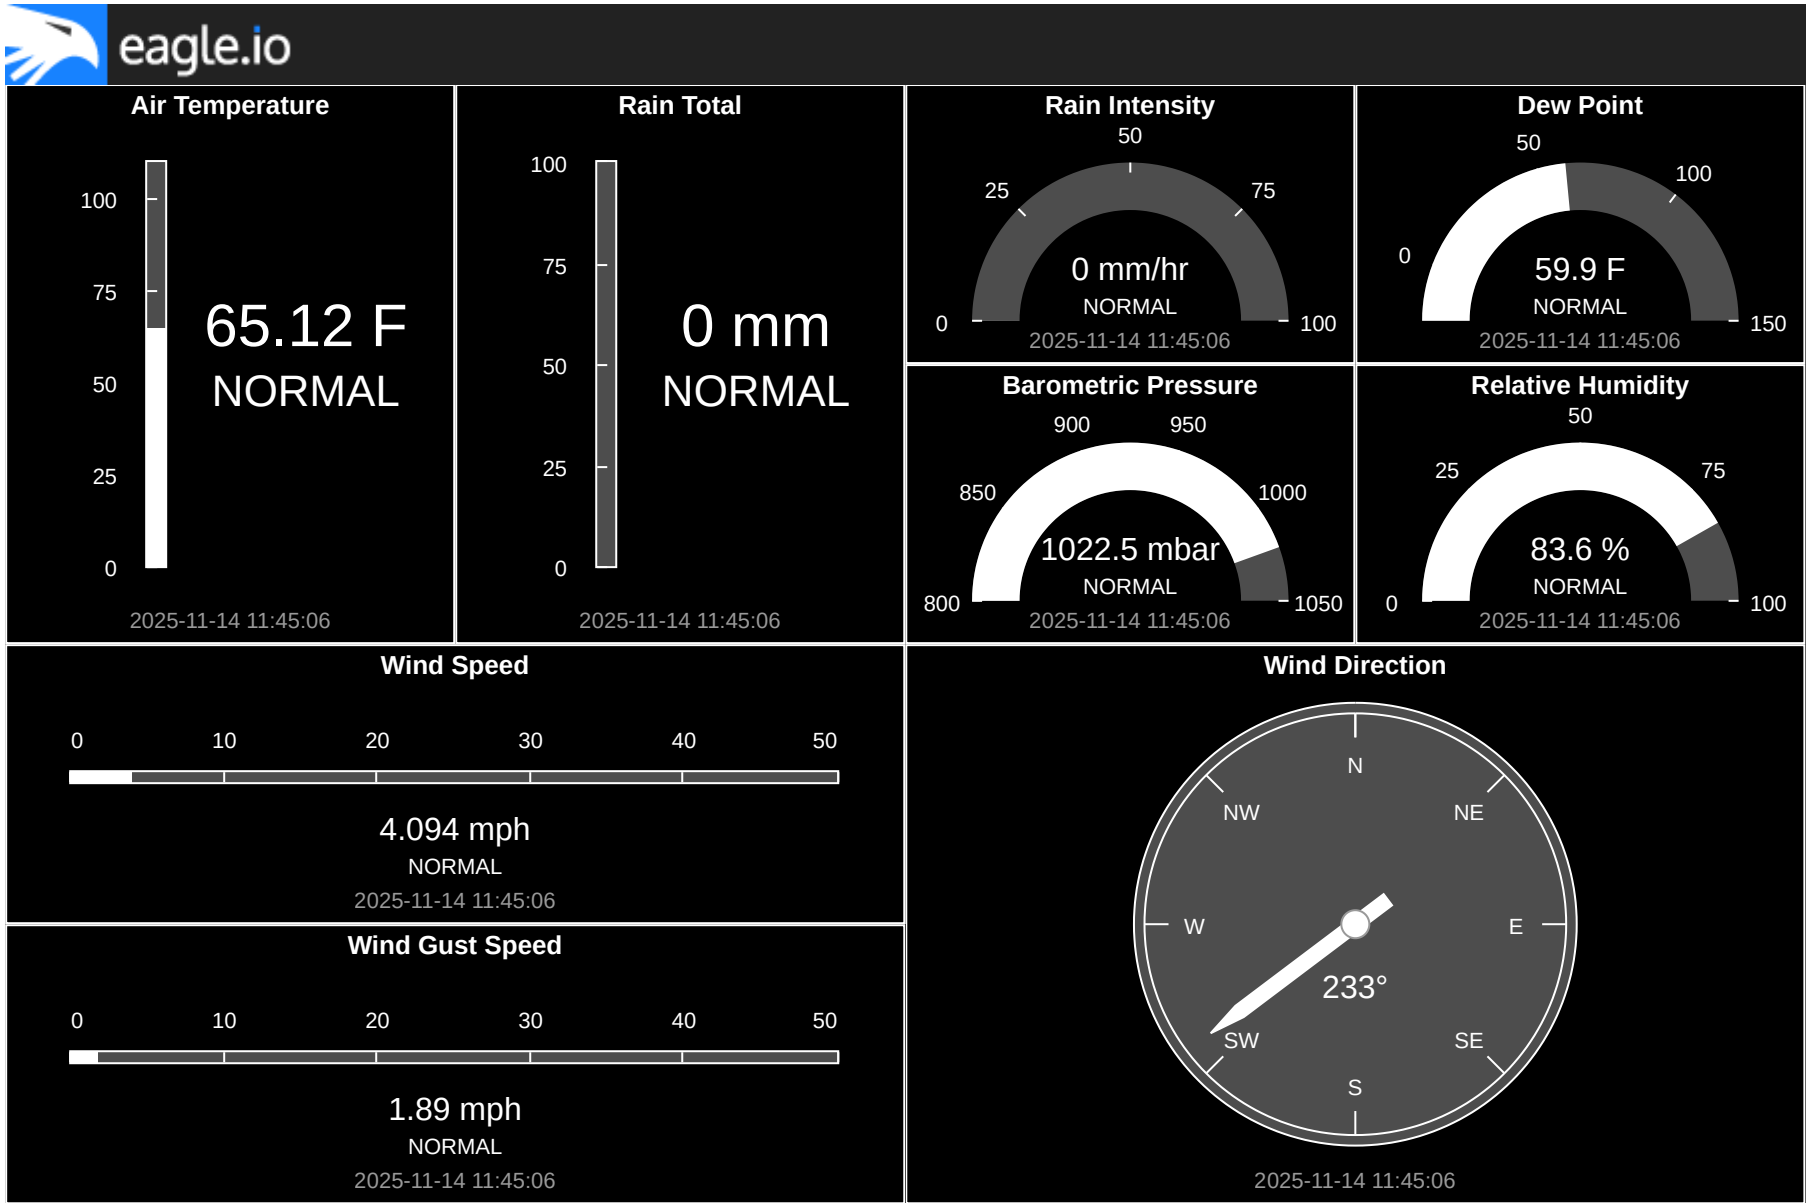 eagle.io
Air Temperature
100
75
50
25
0
65.12 F
NORMAL
2025-11-14 11:45:06
Rain Total
100
75
50
25
0
0 mm
NORMAL
2025-11-14 11:45:06
Rain Intensity
50
25
75
0
100
0 mm/hr
NORMAL
2025-11-14 11:45:06
Dew Point
50
100
0
150
59.9 F
NORMAL
2025-11-14 11:45:06
Barometric Pressure
900
950
850
1000
800
1050
1022.5 mbar
NORMAL
2025-11-14 11:45:06
Relative Humidity
50
25
75
0
100
83.6 %
NORMAL
2025-11-14 11:45:06
Wind Speed
0 10 20 30 40 50
4.094 mph
NORMAL
2025-11-14 11:45:06
Wind Gust Speed
0 10 20 30 40 50
1.89 mph
NORMAL
2025-11-14 11:45:06
Wind Direction
N
NW
NE
W
E
233°
SW
SE
S
2025-11-14 11:45:06